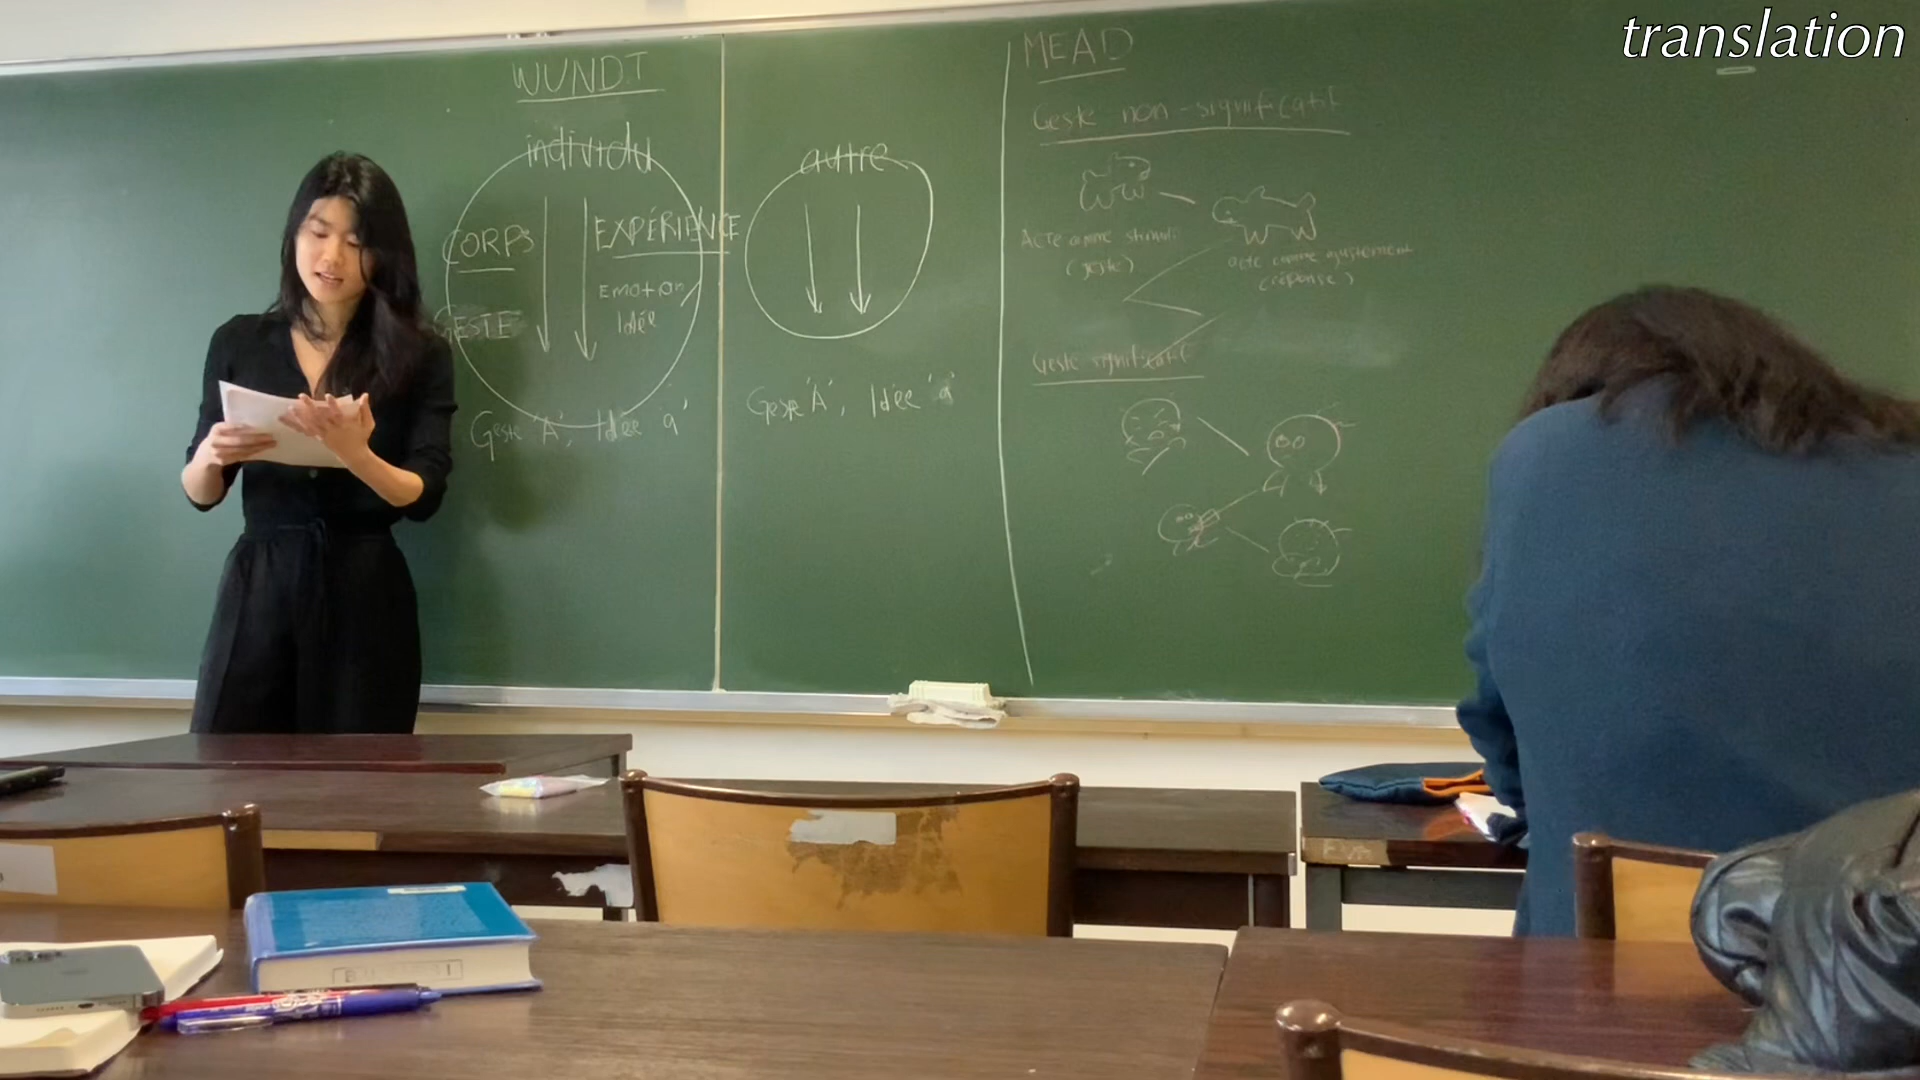 translation
WUNDT
individu
CORPS
EXPÉRIENCE
GESTE
EMOTION
Idée
Geste 'A', Idée 'a'
autre
Geste 'A', Idée 'a'
MEAD
Geste non-significatif
Acte comme stimuli
(geste)
acte comme ajustement
(réponse)
Geste significatif